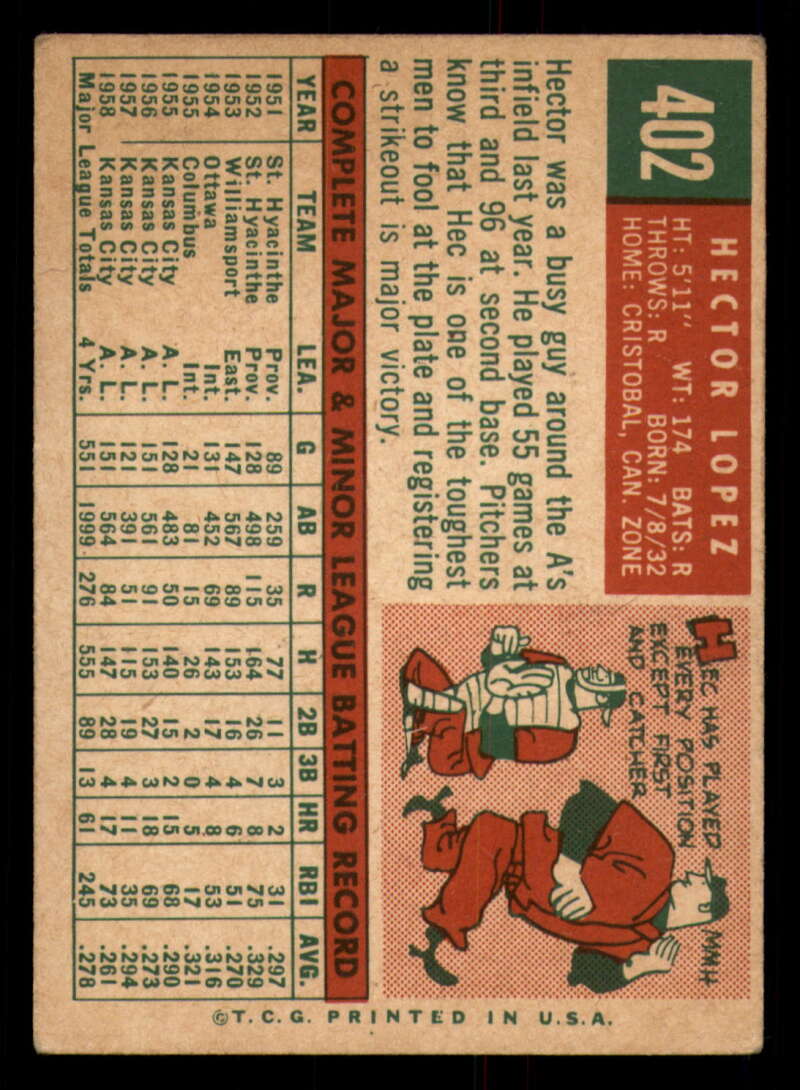 402
HECTOR LOPEZ
HT: 5'11" WT: 174 BATS: R
THROWS: R BORN: 7/8/32
HOME: CRISTOBAL, CAN. ZONE
Hector was a busy guy around the A's
infield last year. He played 55 games at
third and 96 at second base. Pitchers
know that Hec is one of the toughest
men to fool at the plate and registering
a strikeout is major victory.
HEC HAS PLAYED
EVERY POSITION
EXCEPT FIRST
AND CATCHER
MMH
COMPLETE MAJOR & MINOR LEAGUE BATTING RECORD
YEAR TEAM LEA. G AB R H 2B 3B HR RBI AVG.
1951 St. Hyacinthe Prov. 89 259 35 77 11 3 2 31 .297
1952 St. Hyacinthe Prov. 128 498 115 164 26 7 8 75 .329
1953 Williamsport East. 147 567 89 153 16 4 6 51 .270
1954 Ottawa Int. 131 452 69 143 17 4 8 53 .316
1955 Columbus Int. 21 81 15 26 2 0 5 17 .321
1955 Kansas City A. L. 128 483 50 140 15 2 15 68 .290
1956 Kansas City A. L. 151 561 91 153 27 3 18 69 .273
1957 Kansas City A. L. 121 391 51 115 19 4 11 35 .294
1958 Kansas City A. L. 151 564 84 147 28 4 17 73 .261
Major League Totals 4 Yrs. 551 1999 276 555 89 13 61 245 .278
©T.C.G. PRINTED IN U.S.A.